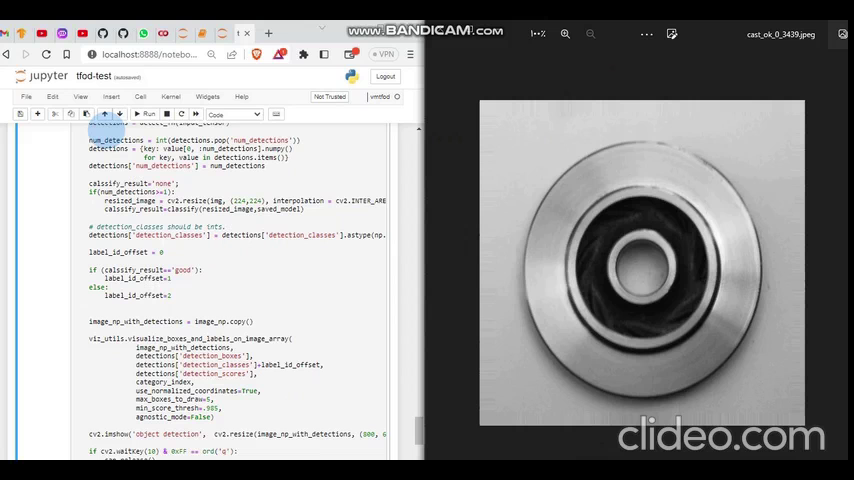 www.BANDICAM.com
cast_ok_0_3439.jpeg
localhost:8888/notebo...
VPN
jupyter tfod-test (autosaved)
Logout
File Edit View Insert Cell Kernel Widgets Help
Not Trusted
vmtfod
Run
Code
detections = detect_fn(input_tensor)
num_detections = int(detections.pop('num_detections'))
detections = {key: value[0, :num_detections].numpy()
for key, value in detections.items()}
detections['num_detections'] = num_detections
calssify_result='none';
if(num_detections>=1):
resized_image = cv2.resize(img, (224,224), interpolation = cv2.INTER_ARE
calssify_result=classify(resized_image,saved_model)
# detection_classes should be ints.
detections['detection_classes'] = detections['detection_classes'].astype(np.
label_id_offset = 0
if (calssify_result=='good'):
label_id_offset=1
else:
label_id_offset=2
image_np_with_detections = image_np.copy()
viz_utils.visualize_boxes_and_labels_on_image_array(
image_np_with_detections,
detections['detection_boxes'],
detections['detection_classes']+label_id_offset,
detections['detection_scores'],
category_index,
use_normalized_coordinates=True,
max_boxes_to_draw=5,
min_score_thresh=.985,
agnostic_mode=False)
cv2.imshow('object detection', cv2.resize(image_np_with_detections, (800, 6
if cv2.waitKey(10) & 0xFF == ord('q'):
cap.release()
clideo.com